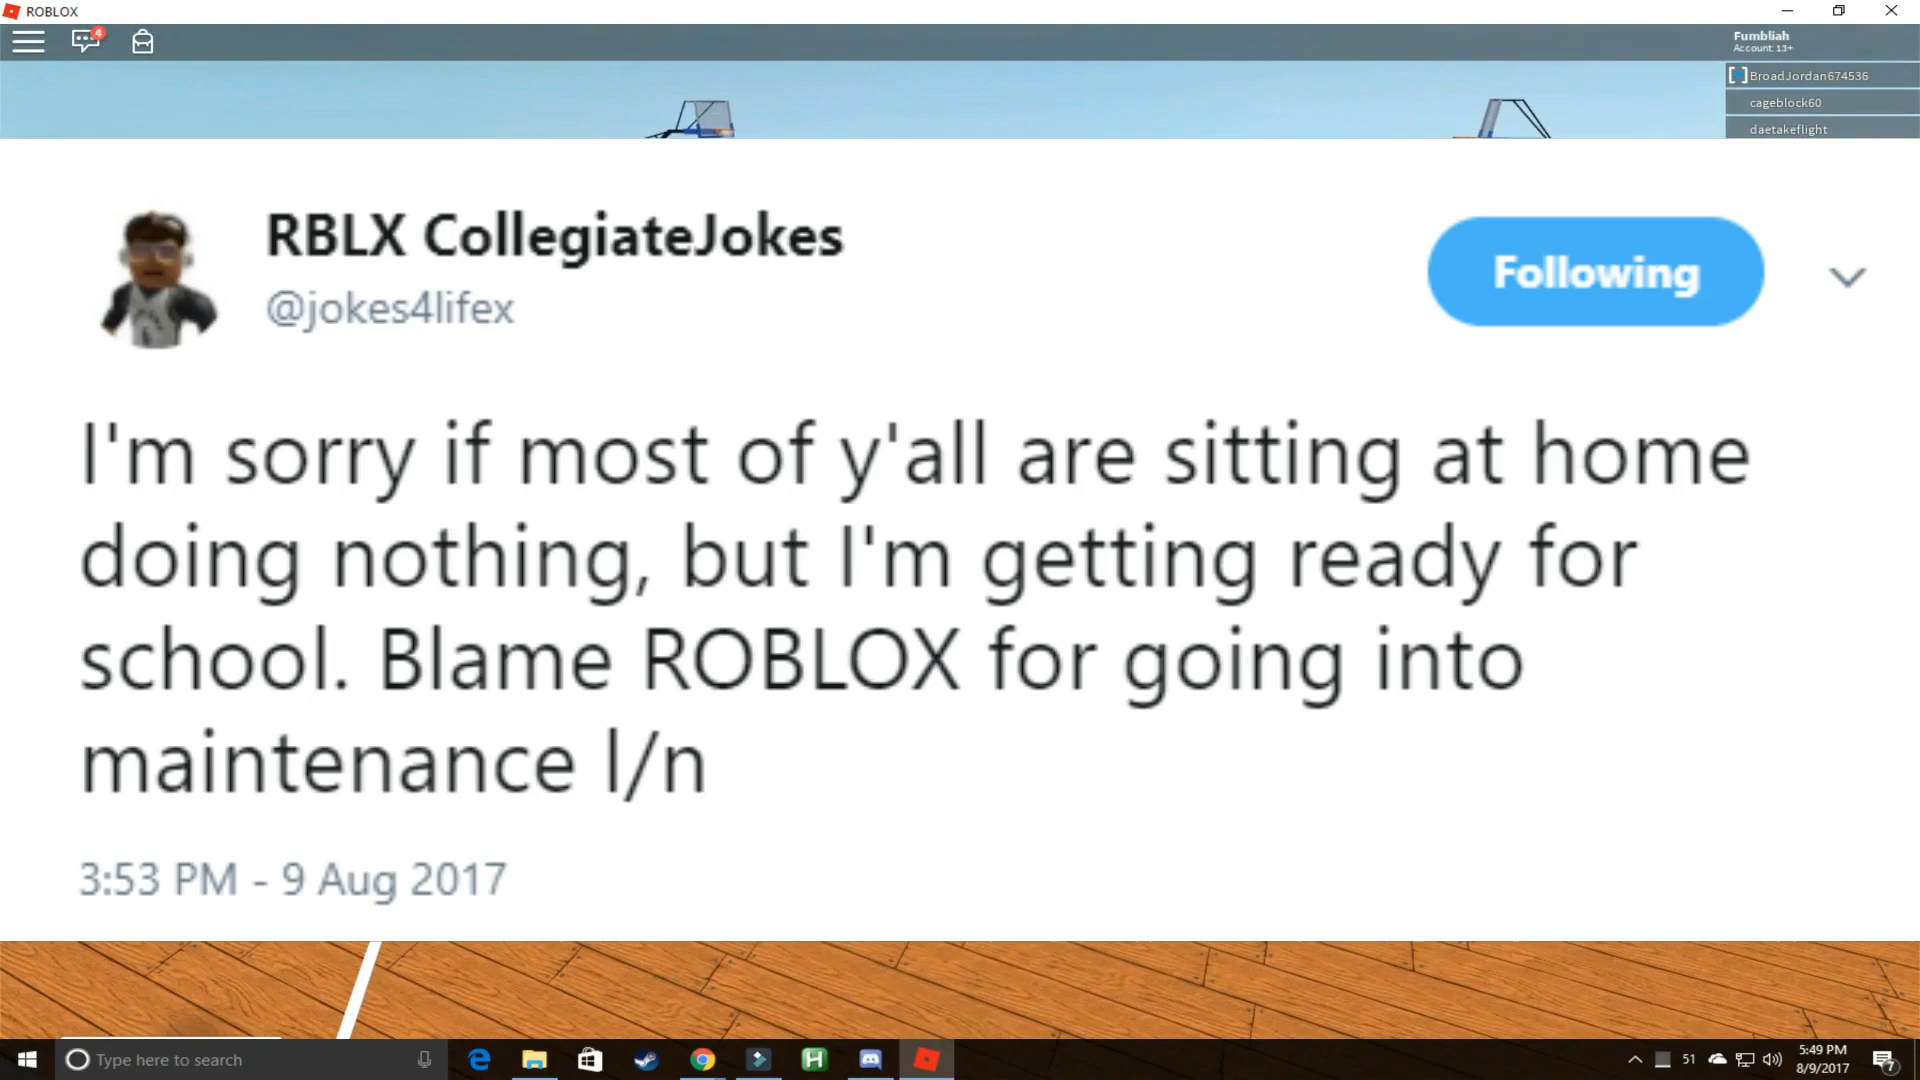 ROBLOX
4
Fumbliah
Account: 13+
BroadJordan674536
cageblock60
daetakeflight
RBLX CollegiateJokes
@jokes4lifex
Following
I'm sorry if most of y'all are sitting at home
doing nothing, but I'm getting ready for
school. Blame ROBLOX for going into
maintenance l/n
3:53 PM - 9 Aug 2017
Type here to search
51
5:49 PM
8/9/2017
7